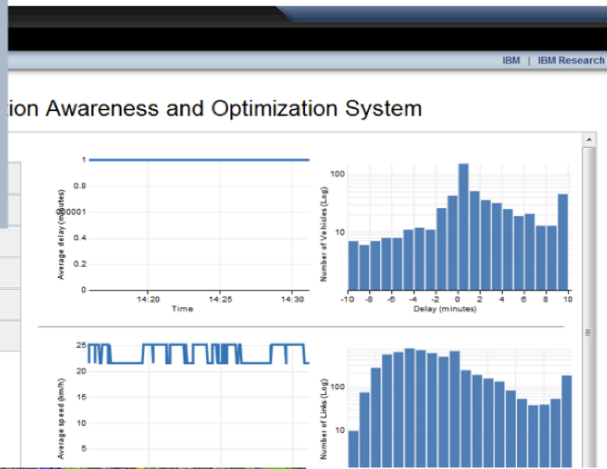 IBM | IBM Research
ion Awareness and Optimization System
Average delay (minutes)
1
0.8
0.4
0.2
0
14:20
14:25
14:30
Time
Number of Vehicles (Log)
100
10
-10 -8 -6 -4 -2 0 2 4 6 8 10
Delay (minutes)
Average speed (km/h)
25
20
15
10
5
Number of Links (Log)
100
10